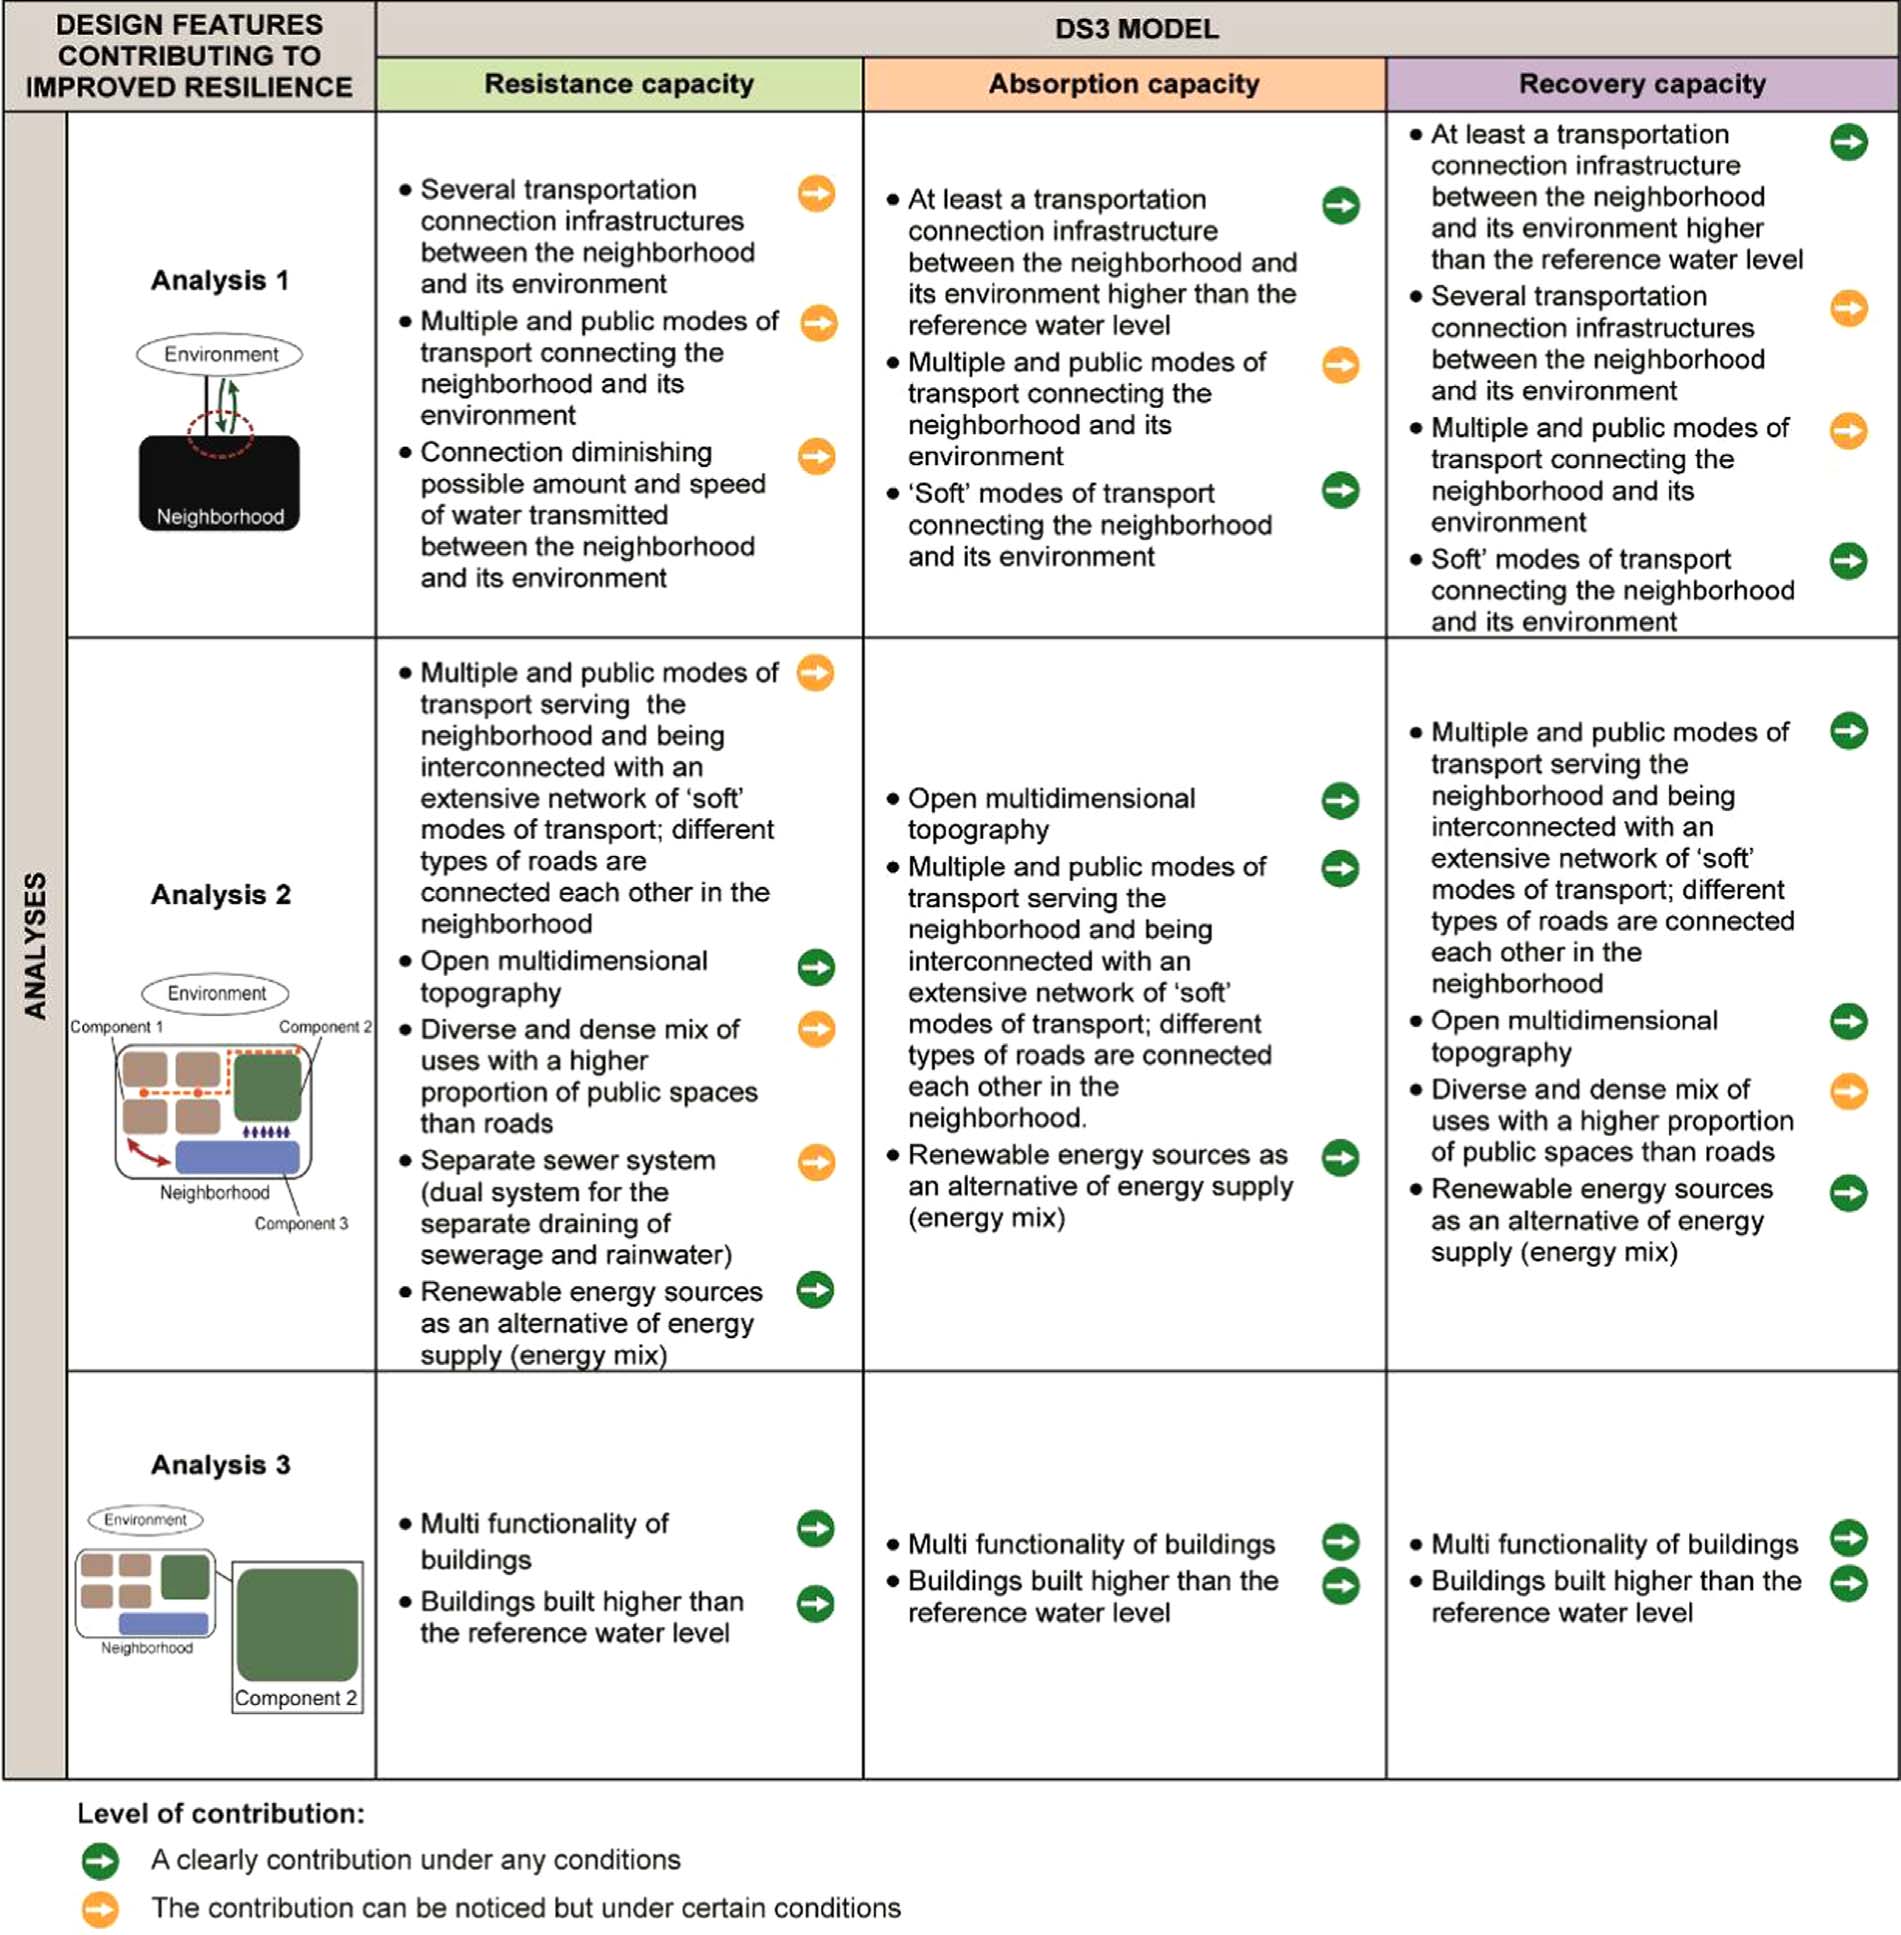 DESIGN FEATURES
CONTRIBUTING TO
IMPROVED RESILIENCE
DS3 MODEL
Resistance capacity
Absorption capacity
Recovery capacity
ANALYSES
Analysis 1
Environment
Neighborhood
• Several transportation
connection infrastructures
between the neighborhood
and its environment
• Multiple and public modes of
transport connecting the
neighborhood and its
environment
• Connection diminishing
possible amount and speed
of water transmitted
between the neighborhood
and its environment
• At least a transportation
connection infrastructure
between the neighborhood and
its environment higher than the
reference water level
• Multiple and public modes of
transport connecting the
neighborhood and its
environment
• ‘Soft’ modes of transport
connecting the neighborhood
and its environment
• At least a transportation
connection infrastructure
between the neighborhood
and its environment higher
than the reference water level
• Several transportation
connection infrastructures
between the neighborhood
and its environment
• Multiple and public modes of
transport connecting the
neighborhood and its
environment
• Soft’ modes of transport
connecting the neighborhood
and its environment
Analysis 2
Environment
Component 1
Component 2
Neighborhood
Component 3
• Multiple and public modes of
transport serving the
neighborhood and being
interconnected with an
extensive network of ‘soft’
modes of transport; different
types of roads are
connected each other in the
neighborhood
• Open multidimensional
topography
• Diverse and dense mix of
uses with a higher
proportion of public spaces
than roads
• Separate sewer system
(dual system for the
separate draining of
sewerage and rainwater)
• Renewable energy sources
as an alternative of energy
supply (energy mix)
• Open multidimensional
topography
• Multiple and public modes of
transport serving the
neighborhood and being
interconnected with an
extensive network of ‘soft’
modes of transport; different
types of roads are connected
each other in the
neighborhood.
• Renewable energy sources as
an alternative of energy supply
(energy mix)
• Multiple and public modes of
transport serving the
neighborhood and being
interconnected with an
extensive network of ‘soft’
modes of transport; different
types of roads are connected
each other in the
neighborhood
• Open multidimensional
topography
• Diverse and dense mix of
uses with a higher proportion
of public spaces than roads
• Renewable energy sources
as an alternative of energy
supply (energy mix)
Analysis 3
Environment
Neighborhood
Component 2
• Multi functionality of
buildings
• Buildings built higher than
the reference water level
• Multi functionality of buildings
• Buildings built higher than the
reference water level
• Multi functionality of buildings
• Buildings built higher than the
reference water level
Level of contribution:
A clearly contribution under any conditions
The contribution can be noticed but under certain conditions